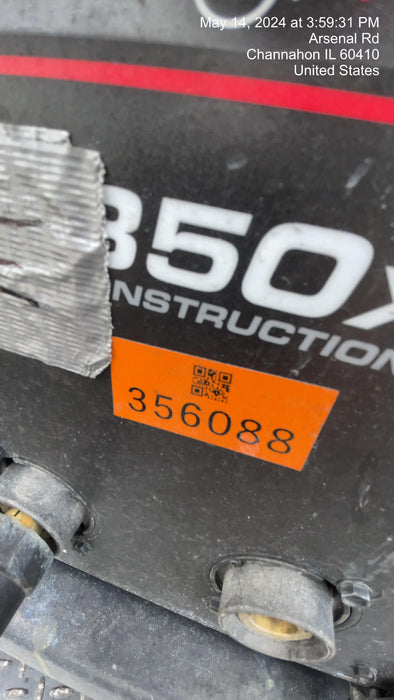 May 14, 2024 at 3:59:31 PM
Arsenal Rd
Channahon IL 60410
United States
350X
NSTRUCTION
356088